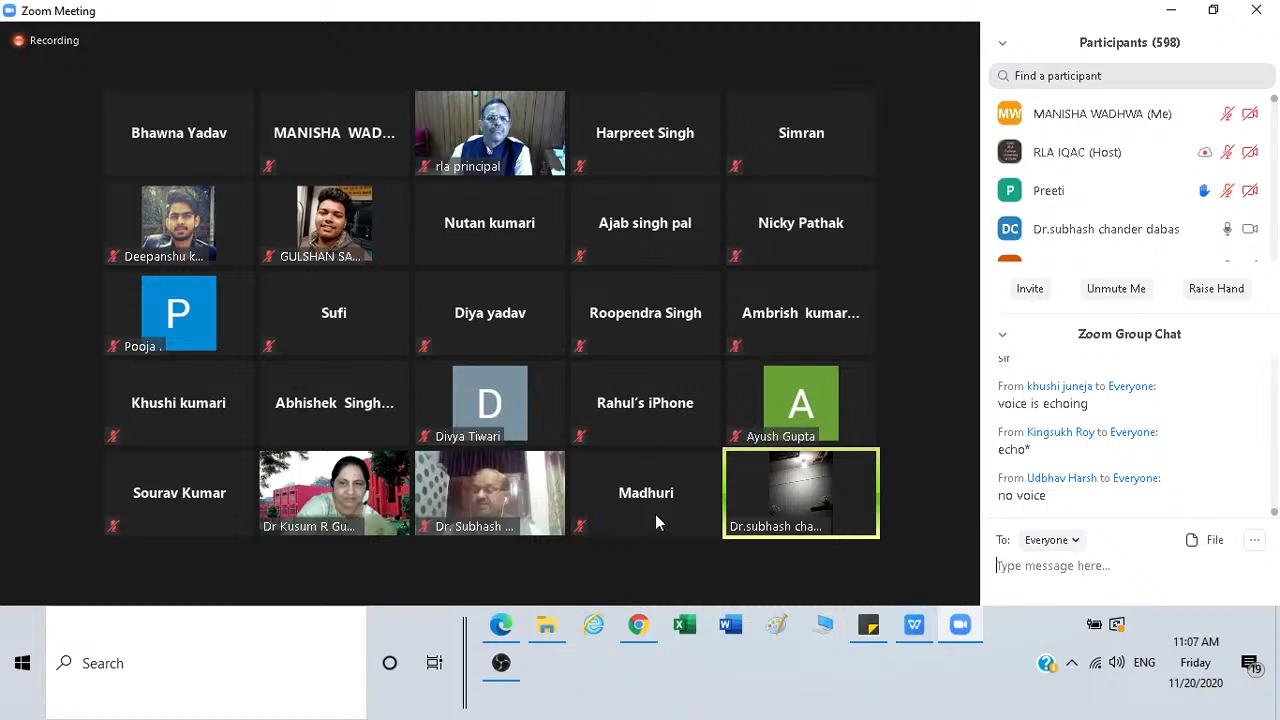 Zoom Meeting
Recording
Bhawna Yadav
MANISHA WAD...
rla principal
Harpreet Singh
Simran
Deepanshu k...
GULSHAN SA...
Nutan kumari
Ajab singh pal
Nicky Pathak
P
Pooja .
Sufi
Diya yadav
Roopendra Singh
Ambrish kumar...
Khushi kumari
Abhishek Singh...
D
Divya Tiwari
Rahul's iPhone
A
Ayush Gupta
Sourav Kumar
Dr Kusum R Gu...
Dr. Subhash ...
Madhuri
Dr.subhash cha...
Participants (598)
Find a participant
MW MANISHA WADHWA (Me)
RLA IQAC (Host)
P Preeti
DC Dr.subhash chander dabas
Invite Unmute Me Raise Hand
Zoom Group Chat
sir
From khushi juneja to Everyone:
voice is echoing
From Kingsukh Roy to Everyone:
echo*
From Udbhav Harsh to Everyone:
no voice
To: Everyone File ...
Type message here...
Search
ENG
11:07 AM
Friday
11/20/2020
19